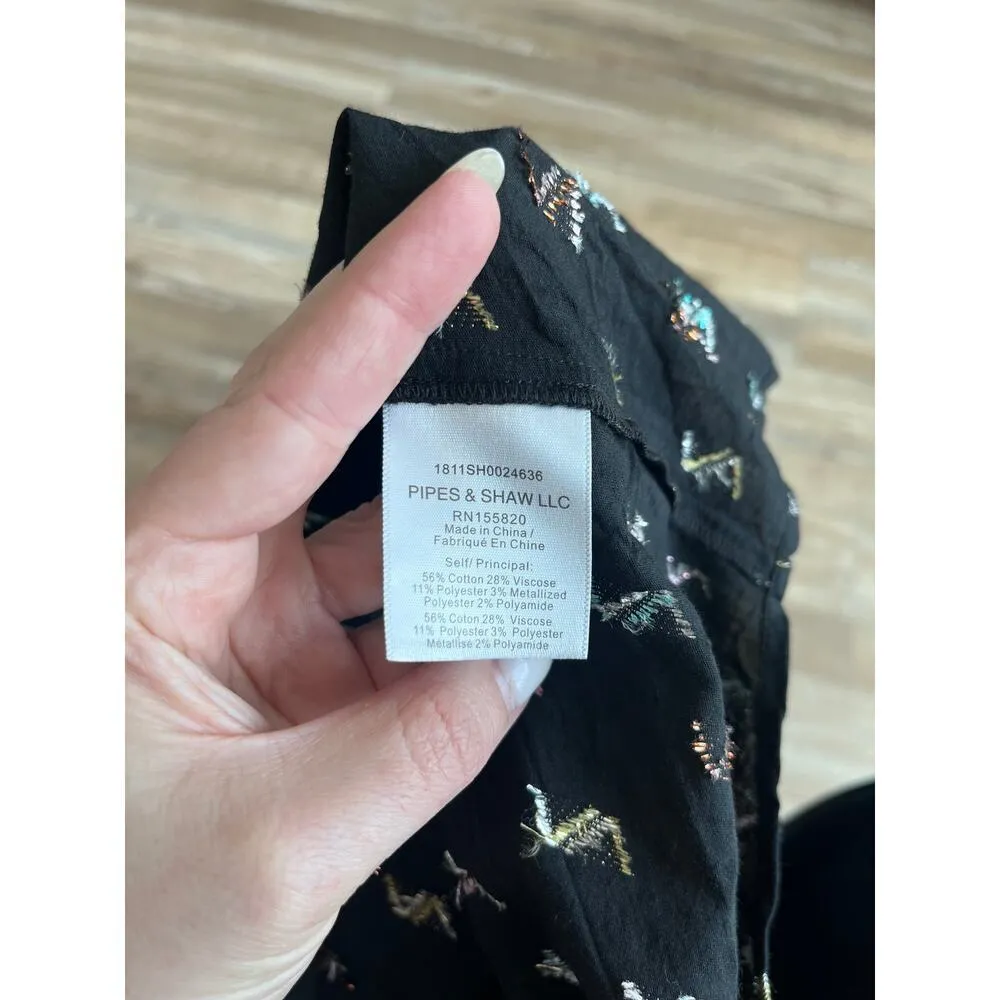 1811SH0024636
PIPES & SHAW LLC
RN155820
Made in China /
Fabriqué En Chine
Self/ Principal:
56% Cotton 28% Viscose
11% Polyester 3% Metallized
Polyester 2% Polyamide
56% Coton 28% Viscose
11% Polyester 3% Polyester
Métallisé 2% Polyamide